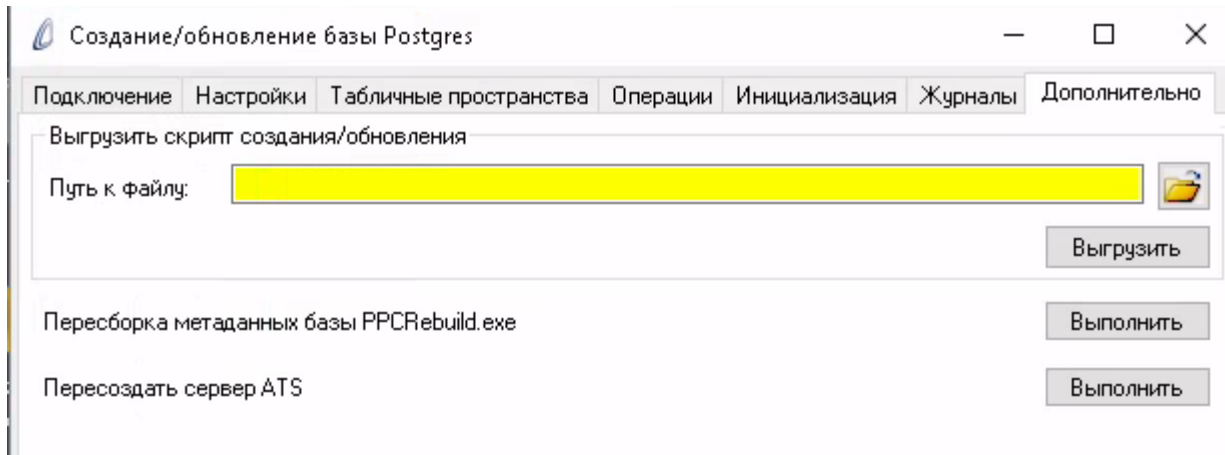 Создание/обновление базы Postgres
Подключение Настройки Табличные пространства Операции Инициализация Журналы Дополнительно
Выгрузить скрипт создания/обновления
Путь к файлу:
Выгрузить
Пересборка метаданных базы PPCRebuild.exe Выполнить
Пересоздать сервер ATS Выполнить